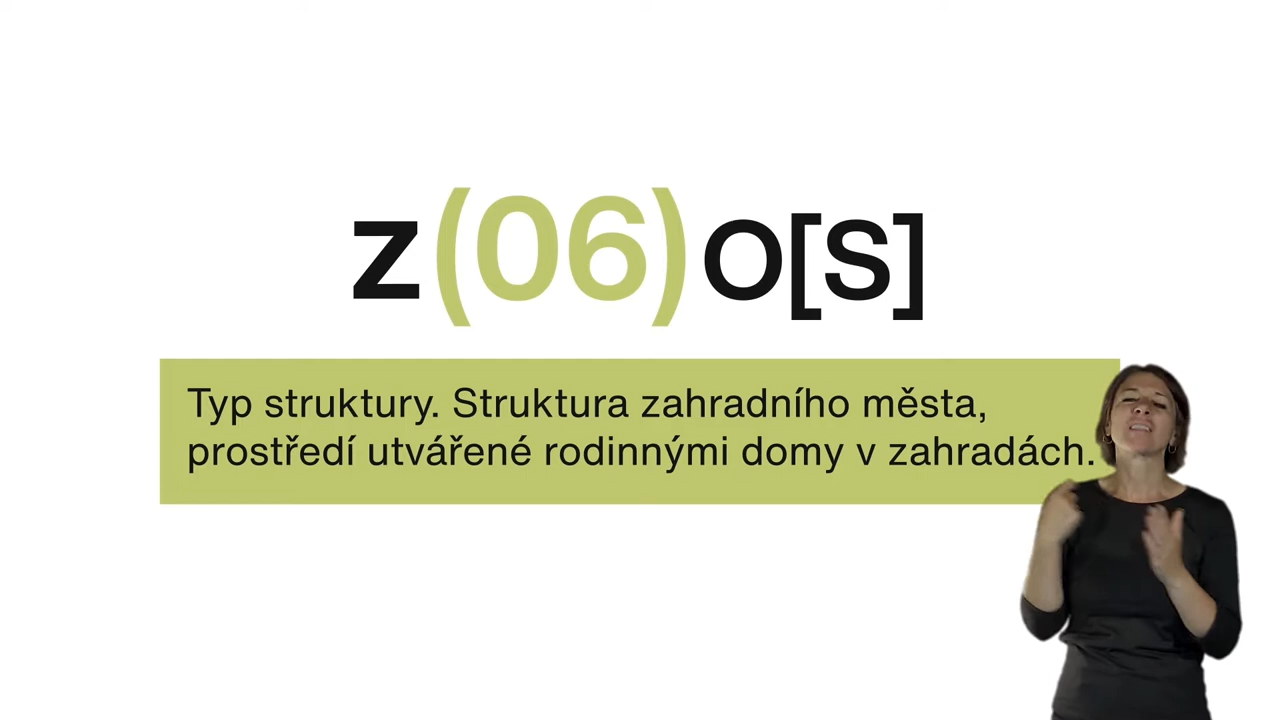 z(06)O[S]
Typ struktury. Struktura zahradního města,
prostředí utvářené rodinnými domy v zahradách.